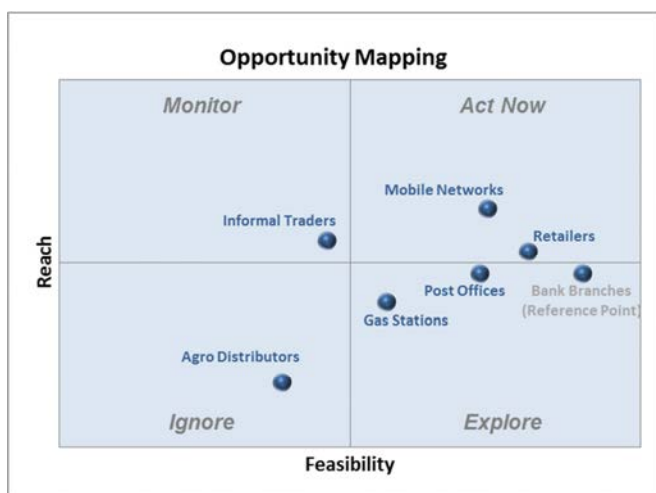 Opportunity Mapping
Monitor
Act Now
Mobile Networks
Informal Traders
Retailers
Reach
Post Offices
Bank Branches
(Reference Point)
Gas Stations
Agro Distributors
Ignore
Explore
Feasibility